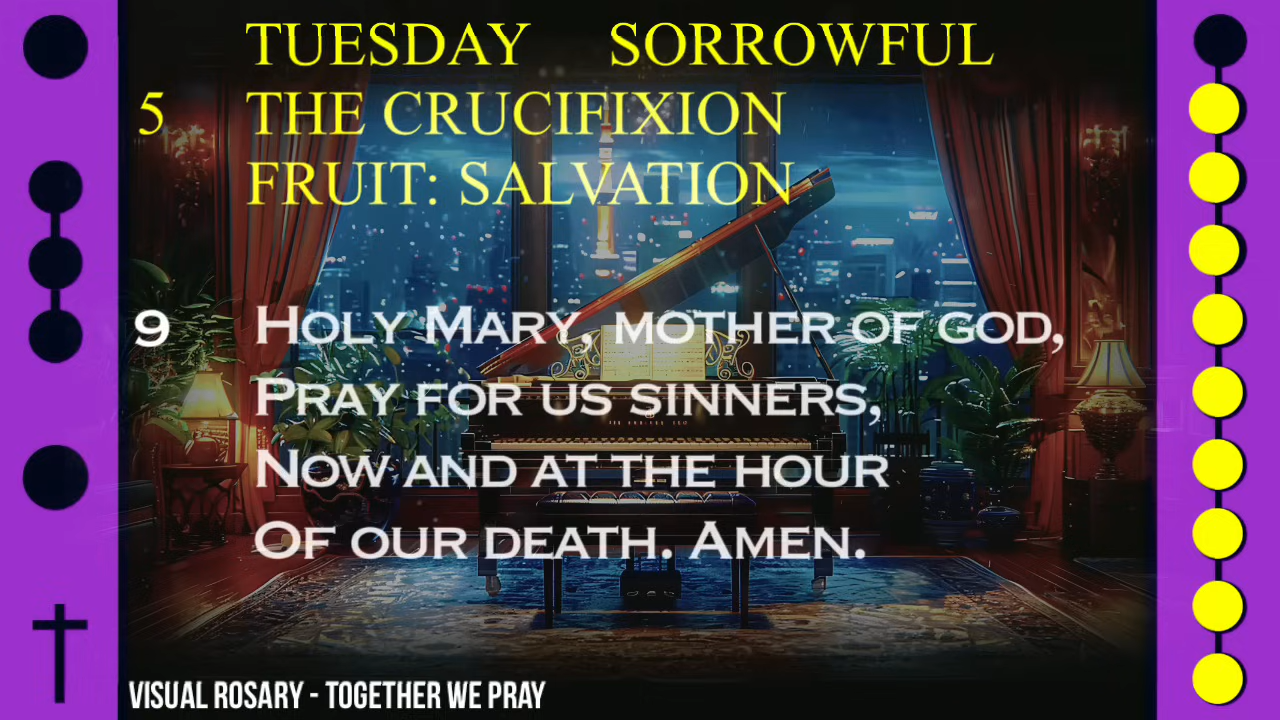 TUESDAY SORROWFUL
5 THE CRUCIFIXION
FRUIT: SALVATION
9 HOLY MARY, MOTHER OF GOD,
PRAY FOR US SINNERS,
NOW AND AT THE HOUR
OF OUR DEATH. AMEN.
VISUAL ROSARY - TOGETHER WE PRAY